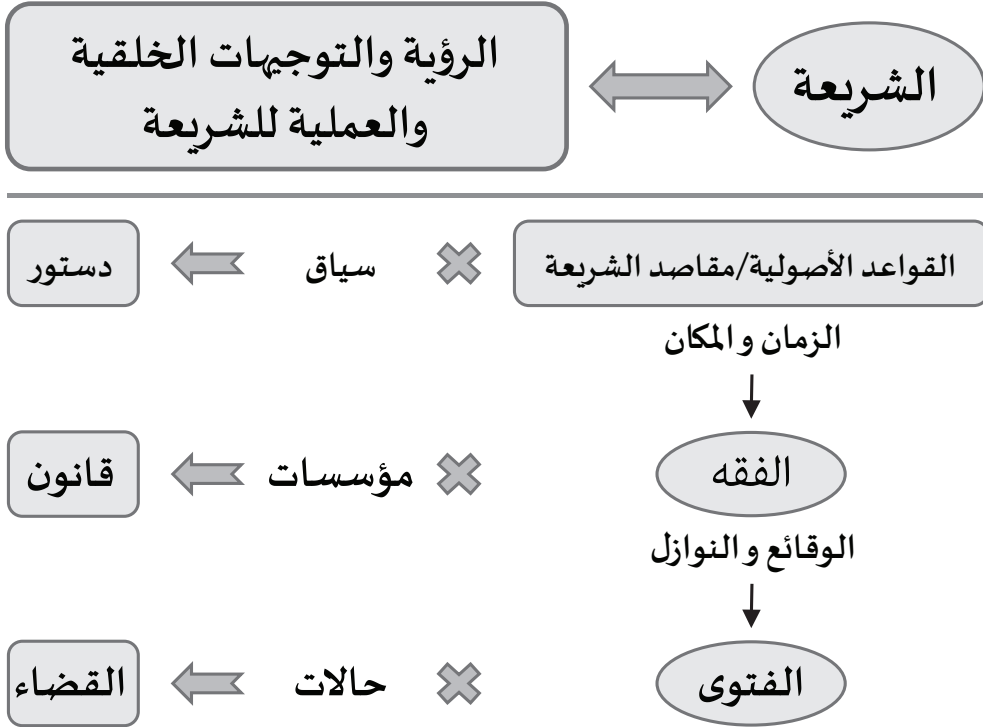 الشريعة
الرؤية والتوجيهات الخلقية
والعملية للشريعة
القواعد الأصولية/مقاصد الشريعة
سياق
دستور
الزمان والمكان
الفقه
مؤسسات
قانون
الوقائع والنوازل
الفتوى
حالات
القضاء